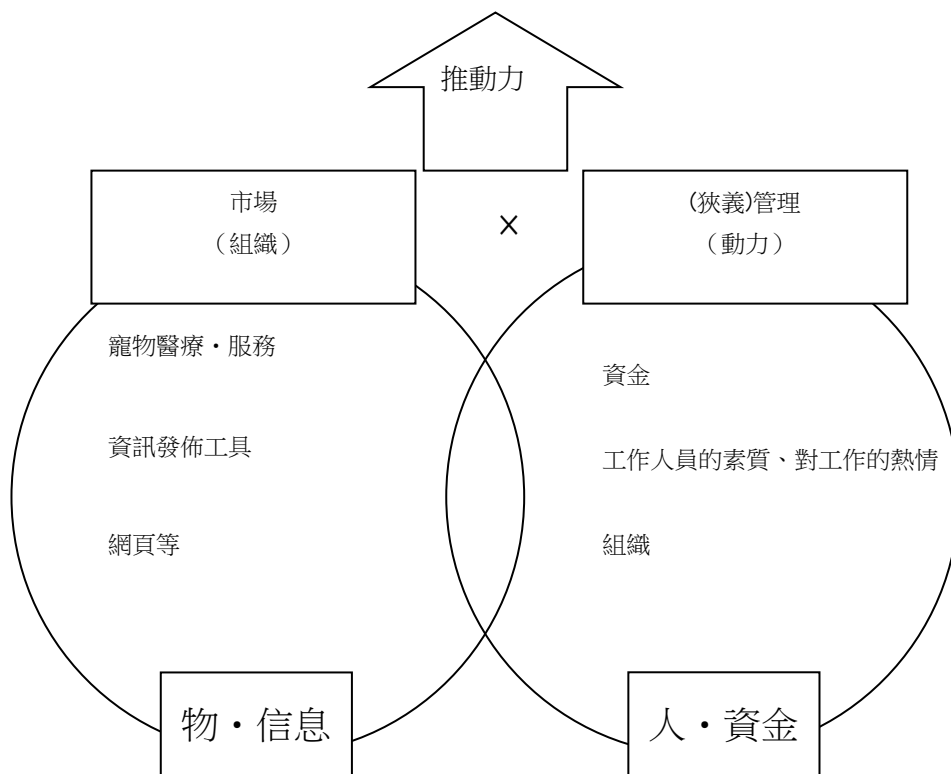 推動力
市場
（組織）
×
(狹義)管理
（動力）
寵物醫療・服務
資訊發佈工具
網頁等
資金
工作人員的素質、對工作的熱情
組織
物・信息
人・資金